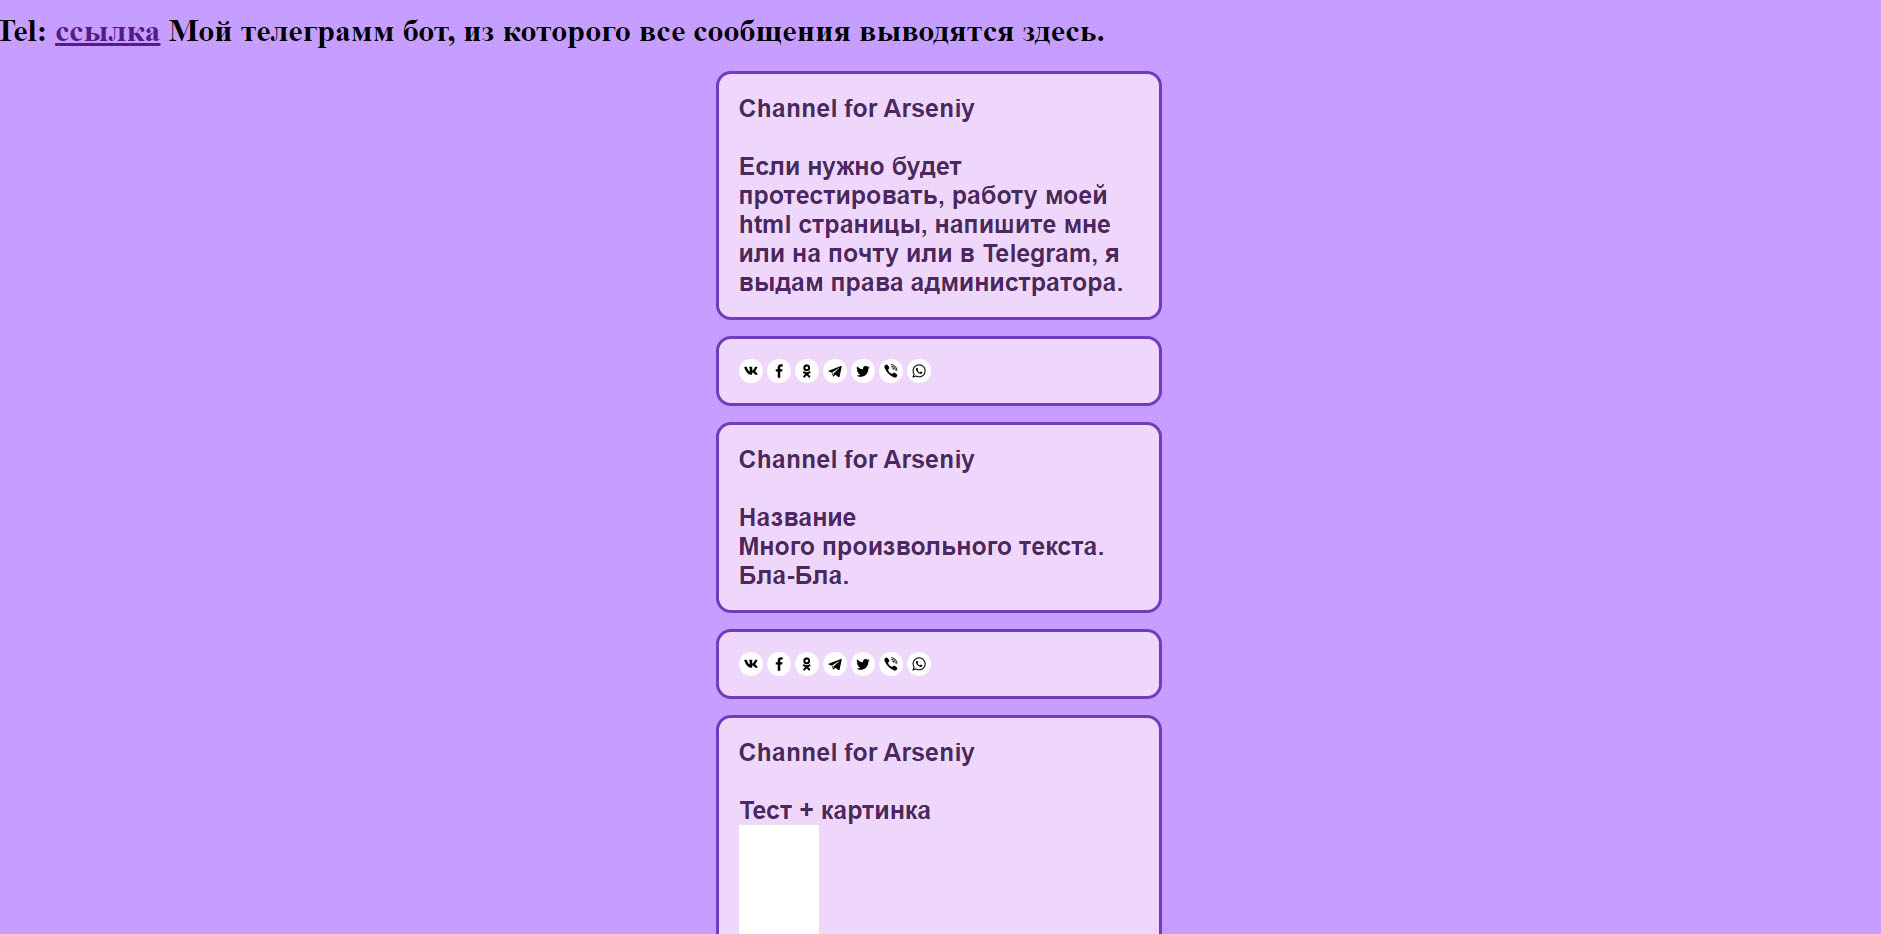 Tel: ссылка Мой телеграмм бот, из которого все сообщения выводятся здесь.
Channel for Arseniy
Если нужно будет
протестировать, работу моей
html страницы, напишите мне
или на почту или в Telegram, я
выдам права администратора.
Channel for Arseniy
Название
Много произвольного текста.
Бла-Бла.
Channel for Arseniy
Тест + картинка